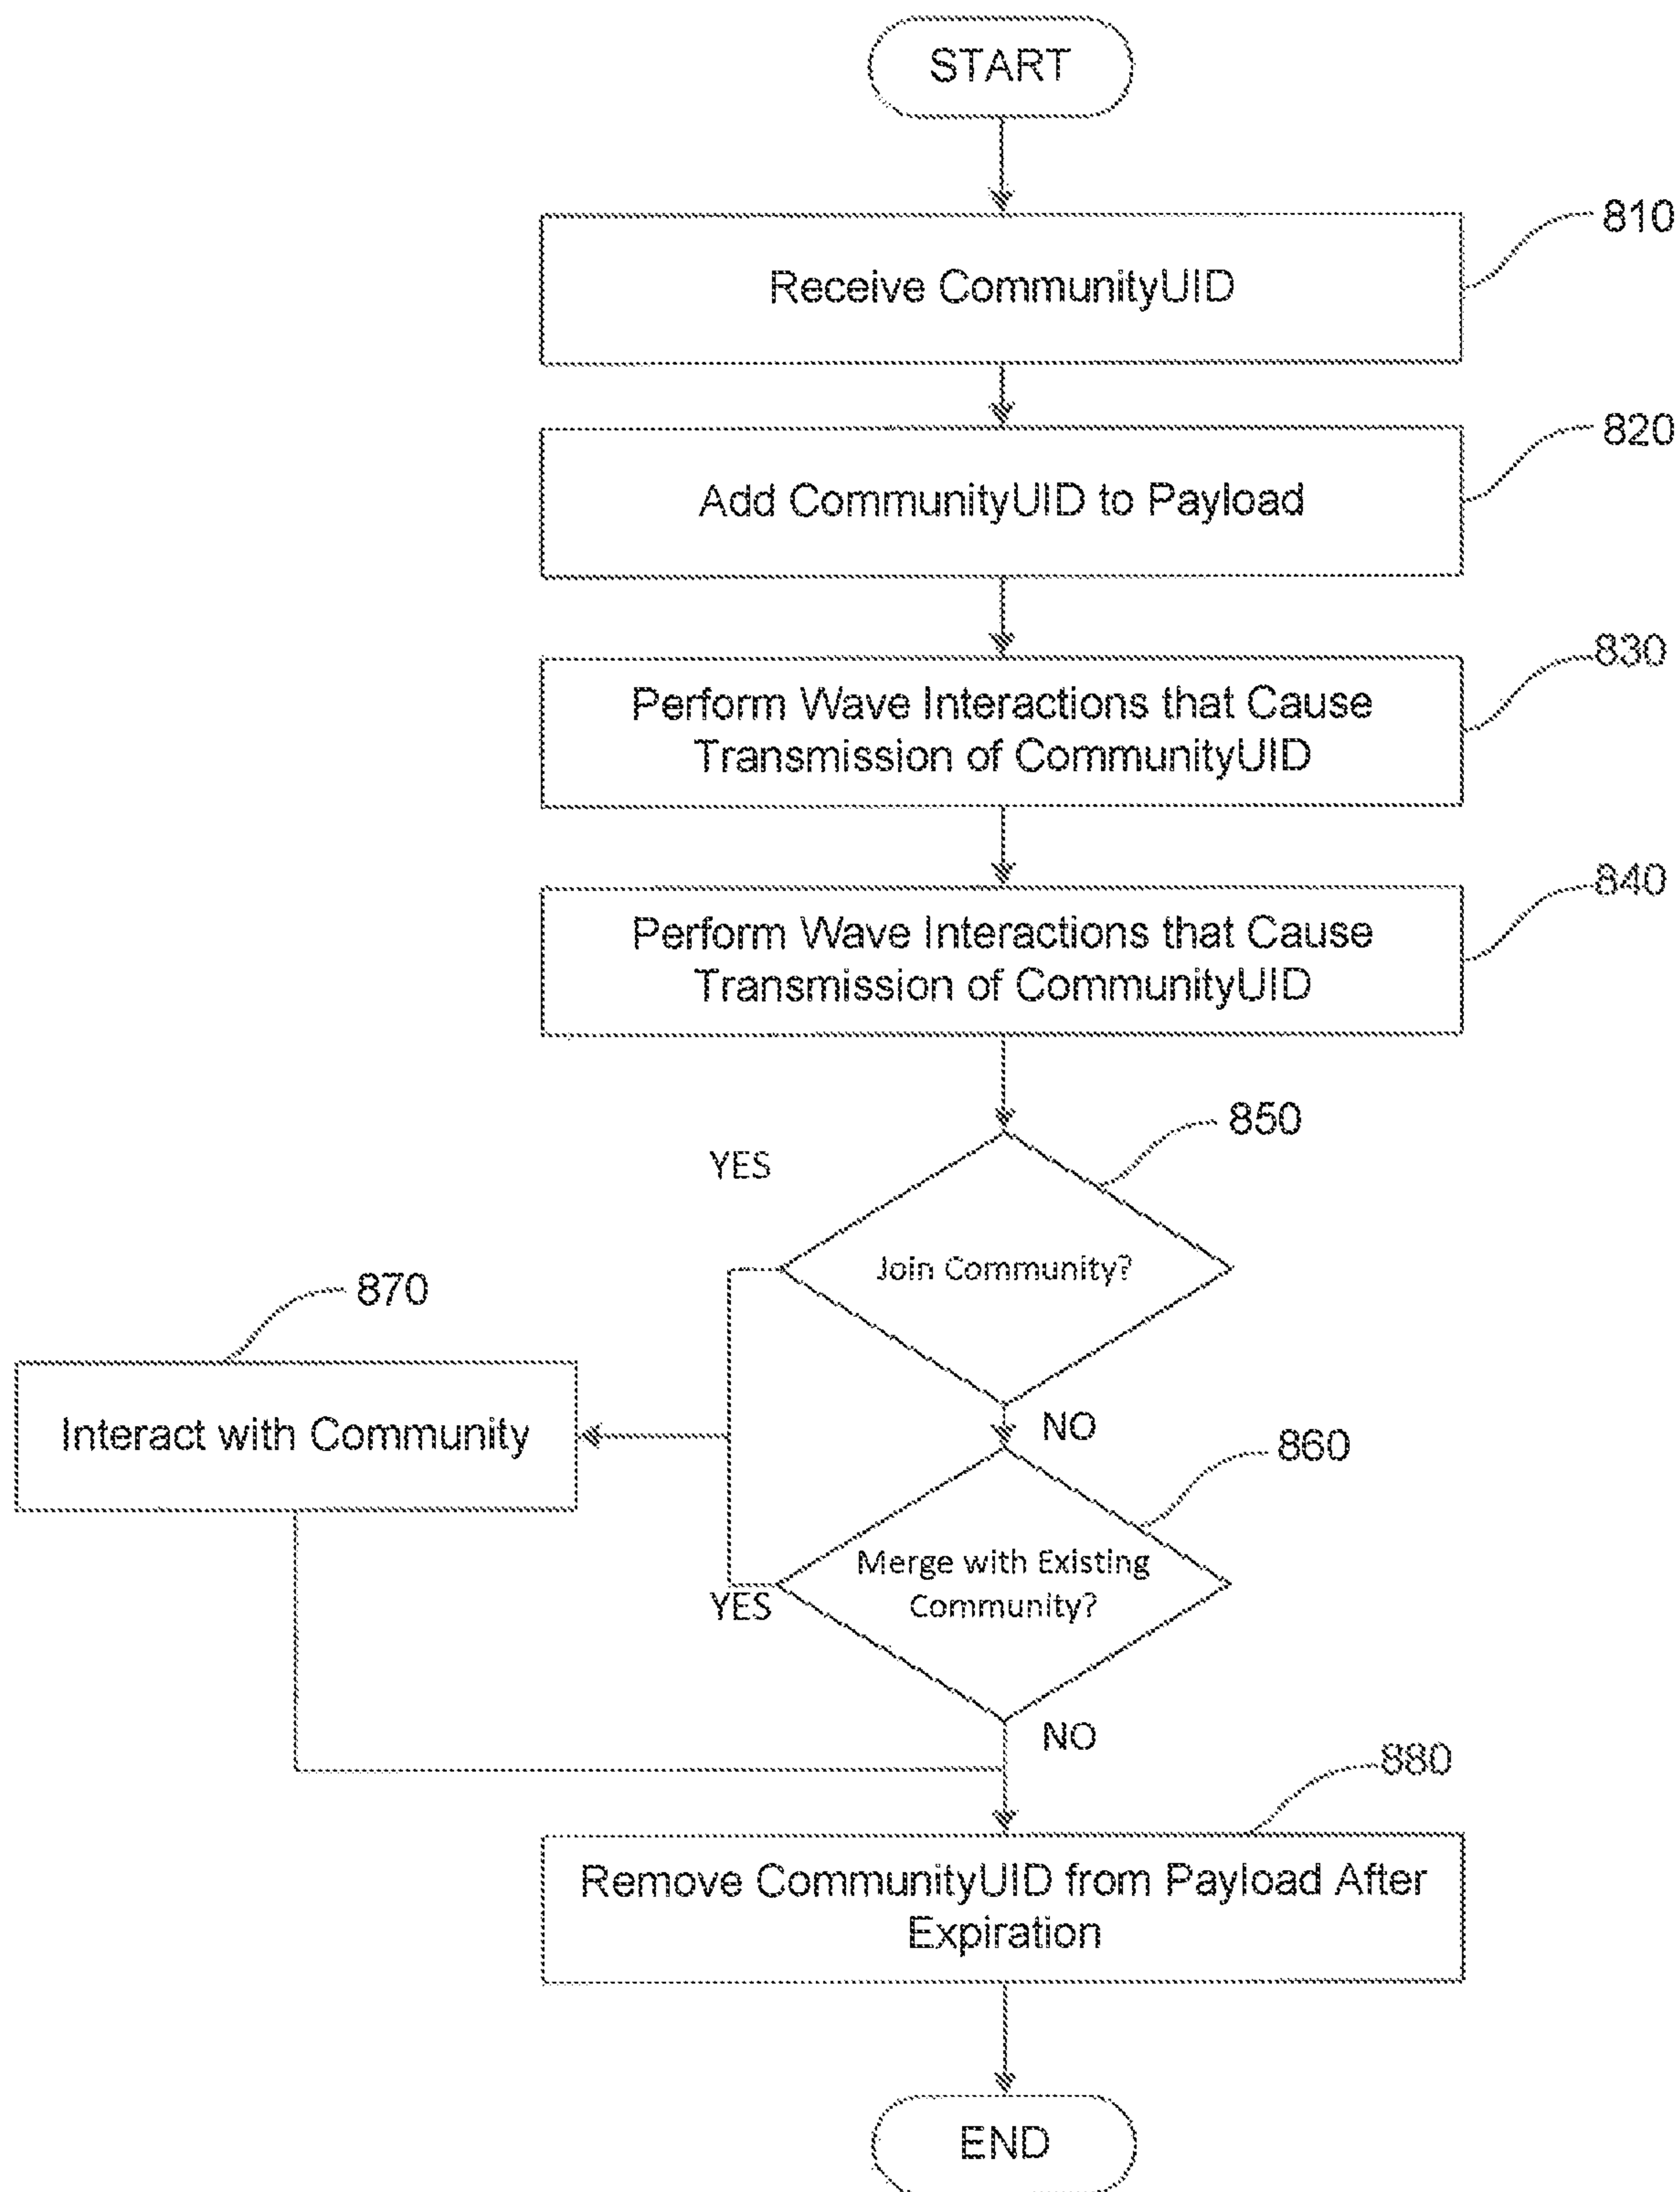 START
810
Receive CommunityUID
820
Add CommunityUID to Payload
830
Perform Wave Interactions that Cause
Transmission of CommunityUID
840
Perform Wave Interactions that Cause
Transmission of CommunityUID
850
YES
Join Community?
870
Interact with Community
NO
860
Merge with Existing
Community?
YES
NO
880
Remove CommunityUID from Payload After
Expiration
END